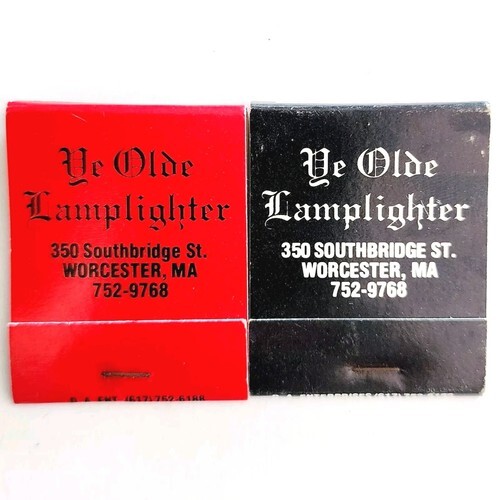 Ye Olde
Lamplighter
350 Southbridge St.
WORCESTER, MA
752-9768
Ye Olde
Lamplighter
350 SOUTHBRIDGE ST.
WORCESTER, MA
752-9768